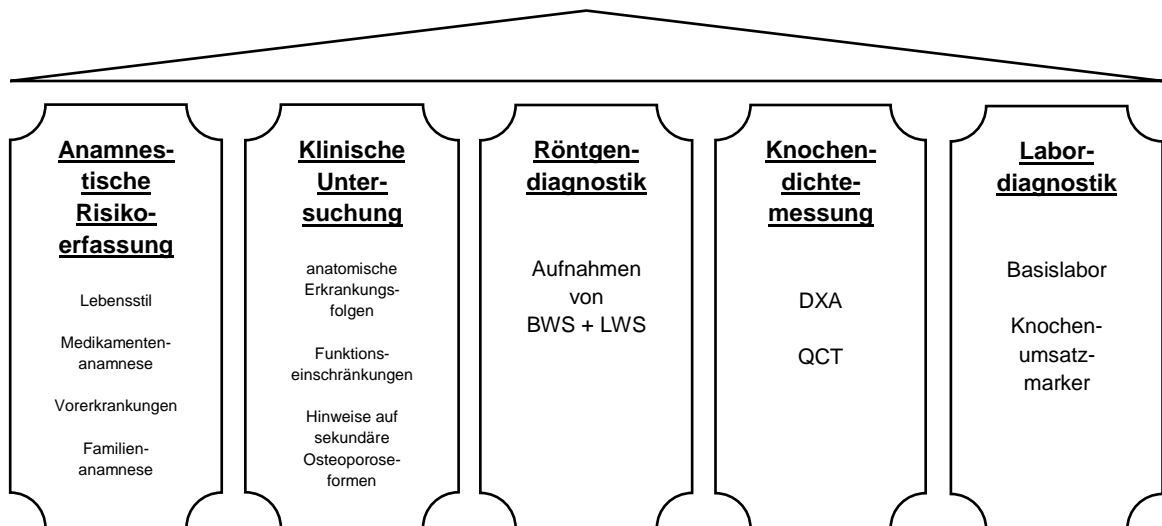 Anamnes-
tische
Risiko-
erfassung
Lebensstil
Medikamenten-
anamnese
Vorerkrankungen
Familien-
anamnese
Klinische
Unter-
suchung
anatomische
Erkrankungs-
folgen
Funktions-
einschränkungen
Hinweise auf
sekundäre
Osteoporose-
formen
Röntgen-
diagnostik
Aufnahmen
von
BWS + LWS
Knochen-
dichte-
messung
DXA
QCT
Labor-
diagnostik
Basislabor
Knochen-
umsatz-
marker